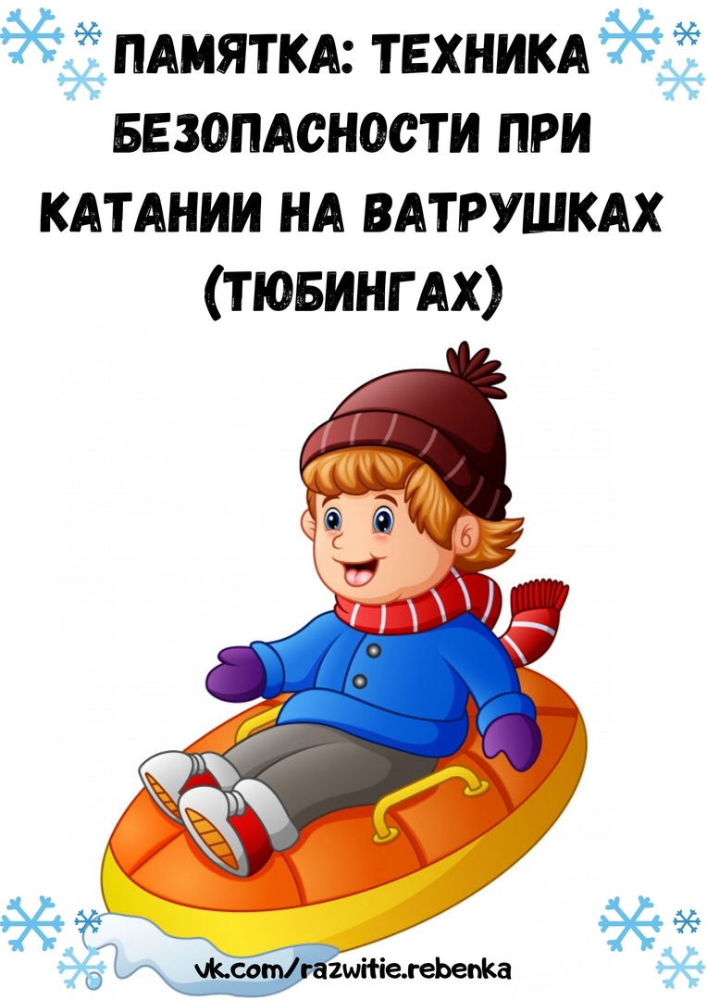 ПАМЯТКА: ТЕХНИКА
БЕЗОПАСНОСТИ ПРИ
КАТАНИИ НА ВАТРУШКАХ
(ТЮБИНГАХ)
vk.com/razwitie.rebenka